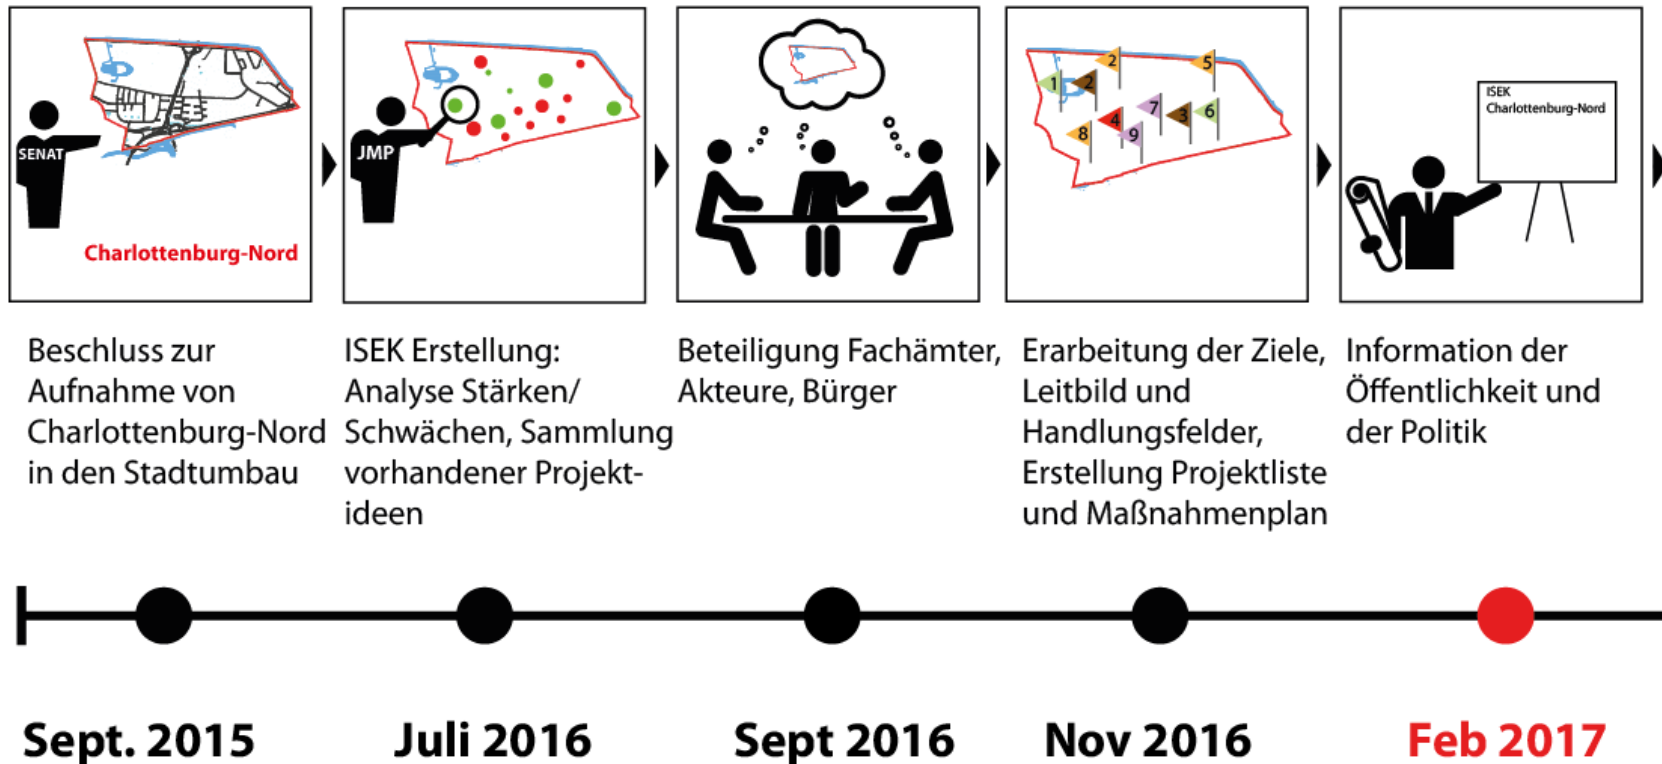 SENAT
Charlottenburg-Nord
JMP
2
5
1
2
7
3
6
4
8
9
ISEK
Charlottenburg-Nord
Beschluss zur
Aufnahme von
Charlottenburg-Nord
in den Stadtumbau
ISEK Erstellung:
Analyse Stärken/
Schwächen, Sammlung
vorhandener Projekt-
ideen
Beteiligung Fachämter,
Akteure, Bürger
Erarbeitung der Ziele,
Leitbild und
Handlungsfelder,
Erstellung Projektliste
und Maßnahmenplan
Information der
Öffentlichkeit und
der Politik
Sept. 2015
Juli 2016
Sept 2016
Nov 2016
Feb 2017